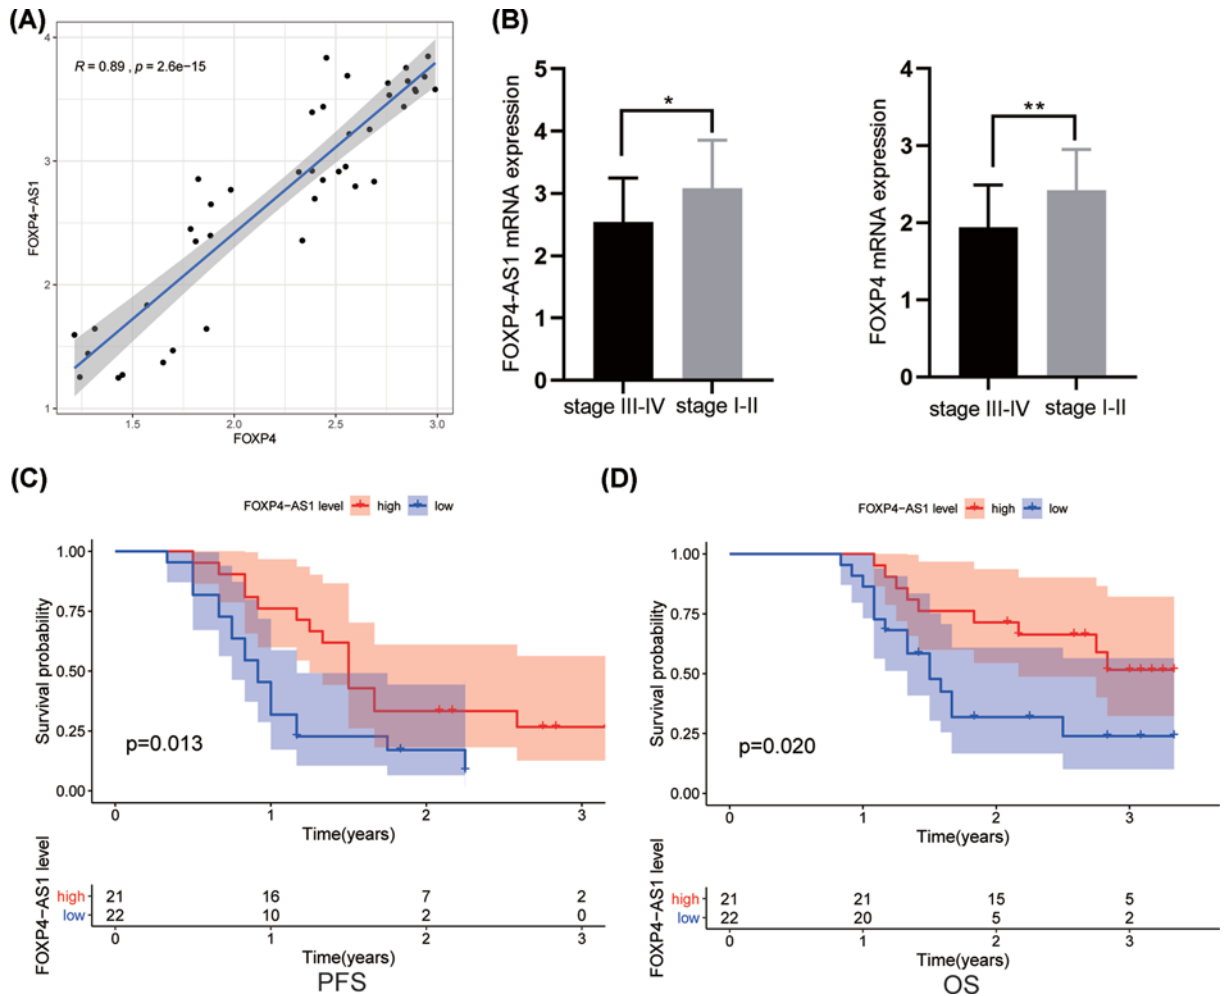 (A)
R = 0.89 , p = 2.6e−15
FOXP4−AS1
4
3
2
1
1.5 2.0 2.5 3.0
FOXP4
(B)
FOXP4-AS1 mRNA expression
5
4
3
2
1
0
*
stage III-IV stage I-II
FOXP4 mRNA expression
4
3
2
1
0
**
stage III-IV stage I-II
(C)
FOXP4−AS1 level high low
Survival probability
1.00
0.75
0.50
0.25
0.00
p=0.013
0 1 2 3
Time(years)
FOXP4−AS1 level
high 21 16 7 2
low 22 10 2 0
0 1 2 3
Time(years)
PFS
(D)
FOXP4−AS1 level high low
Survival probability
1.00
0.75
0.50
0.25
0.00
p=0.020
0 1 2 3
Time(years)
FOXP4−AS1 level
high 21 21 15 5
low 22 20 5 2
0 1 2 3
Time(years)
OS